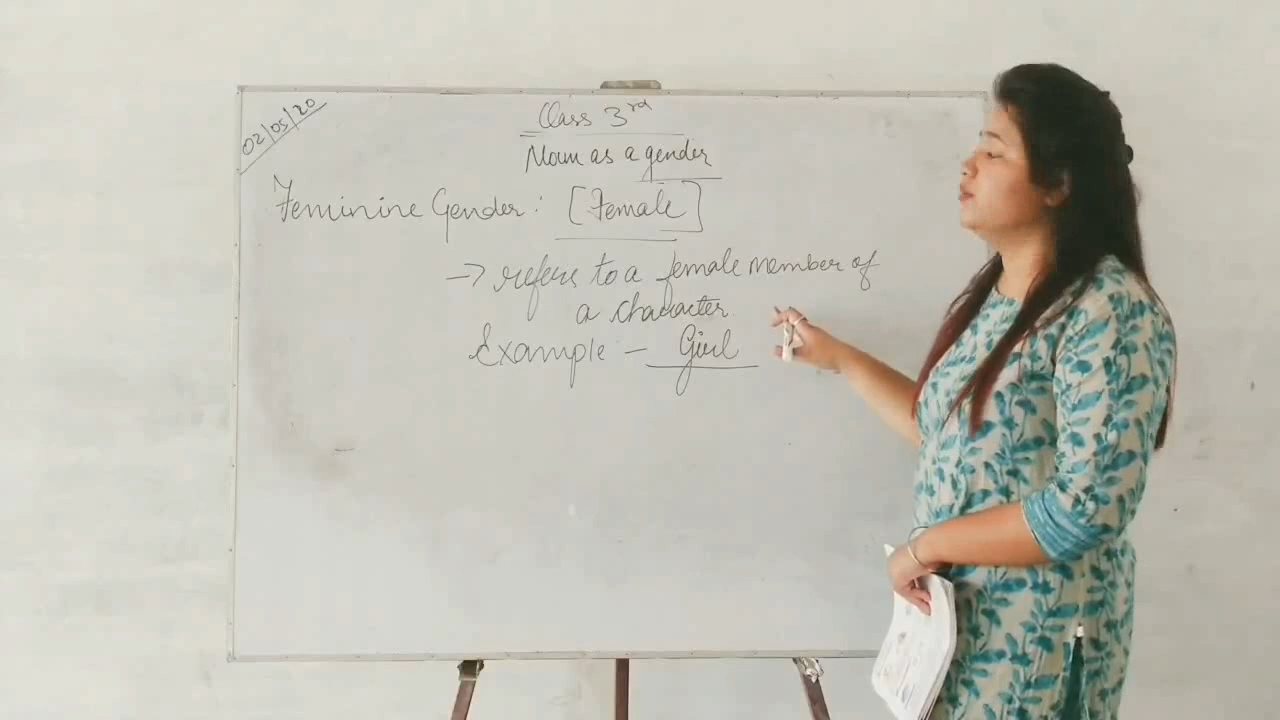 02/05/20
Class 3rd
Noun as a gender
Feminine Gender: [Female]
→ refers to a female member of
a character
Example - Girl